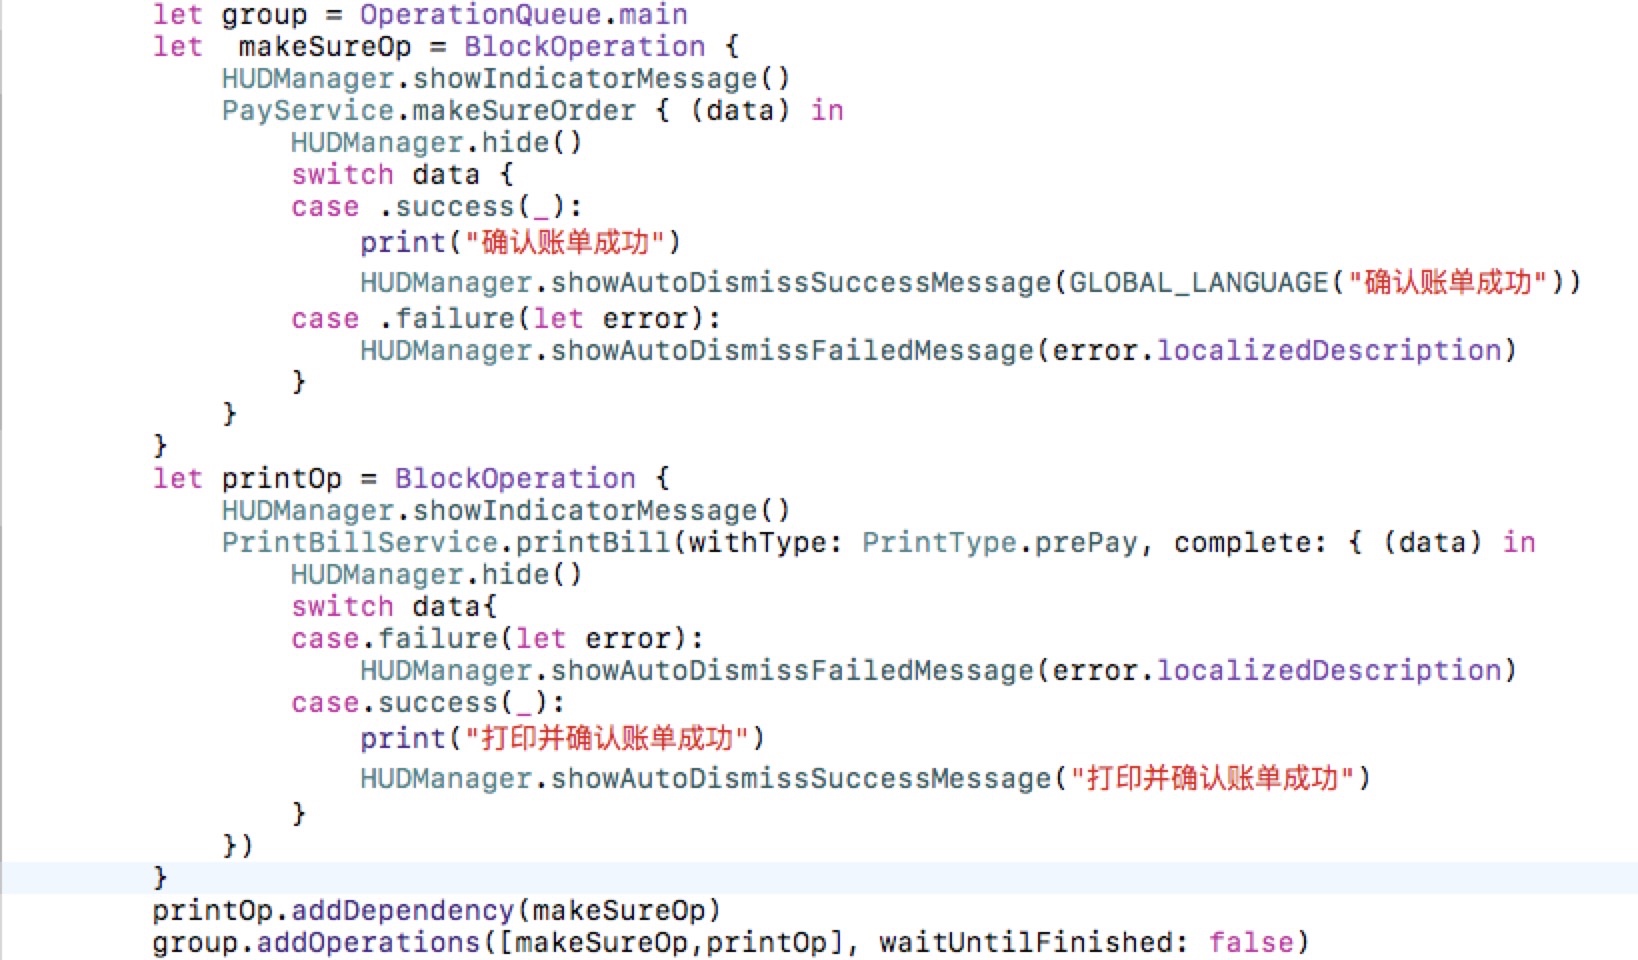 let group = OperationQueue.main
let  makeSureOp = BlockOperation {
HUDManager.showIndicatorMessage()
PayService.makeSureOrder { (data) in
HUDManager.hide()
switch data {
case .success(_):
print("确认账单成功")
HUDManager.showAutoDismissSuccessMessage(GLOBAL_LANGUAGE("确认账单成功"))
case .failure(let error):
HUDManager.showAutoDismissFailedMessage(error.localizedDescription)
}
}
}
let printOp = BlockOperation {
HUDManager.showIndicatorMessage()
PrintBillService.printBill(withType: PrintType.prePay, complete: { (data) in
HUDManager.hide()
switch data{
case.failure(let error):
HUDManager.showAutoDismissFailedMessage(error.localizedDescription)
case.success(_):
print("打印并确认账单成功")
HUDManager.showAutoDismissSuccessMessage("打印并确认账单成功")
}
})
}
printOp.addDependency(makeSureOp)
group.addOperations([makeSureOp,printOp], waitUntilFinished: false)